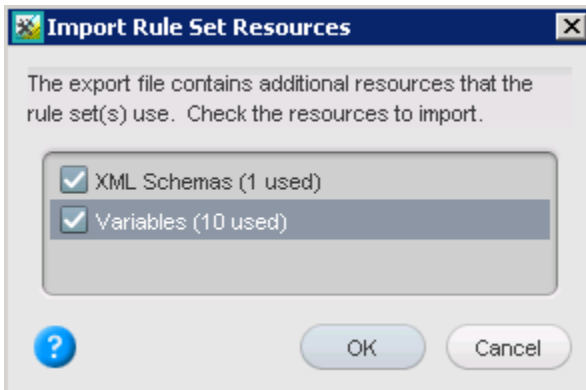 Import Rule Set Resources
The export file contains additional resources that the
rule set(s) use. Check the resources to import.
XML Schemas (1 used)
Variables (10 used)
?
OK
Cancel